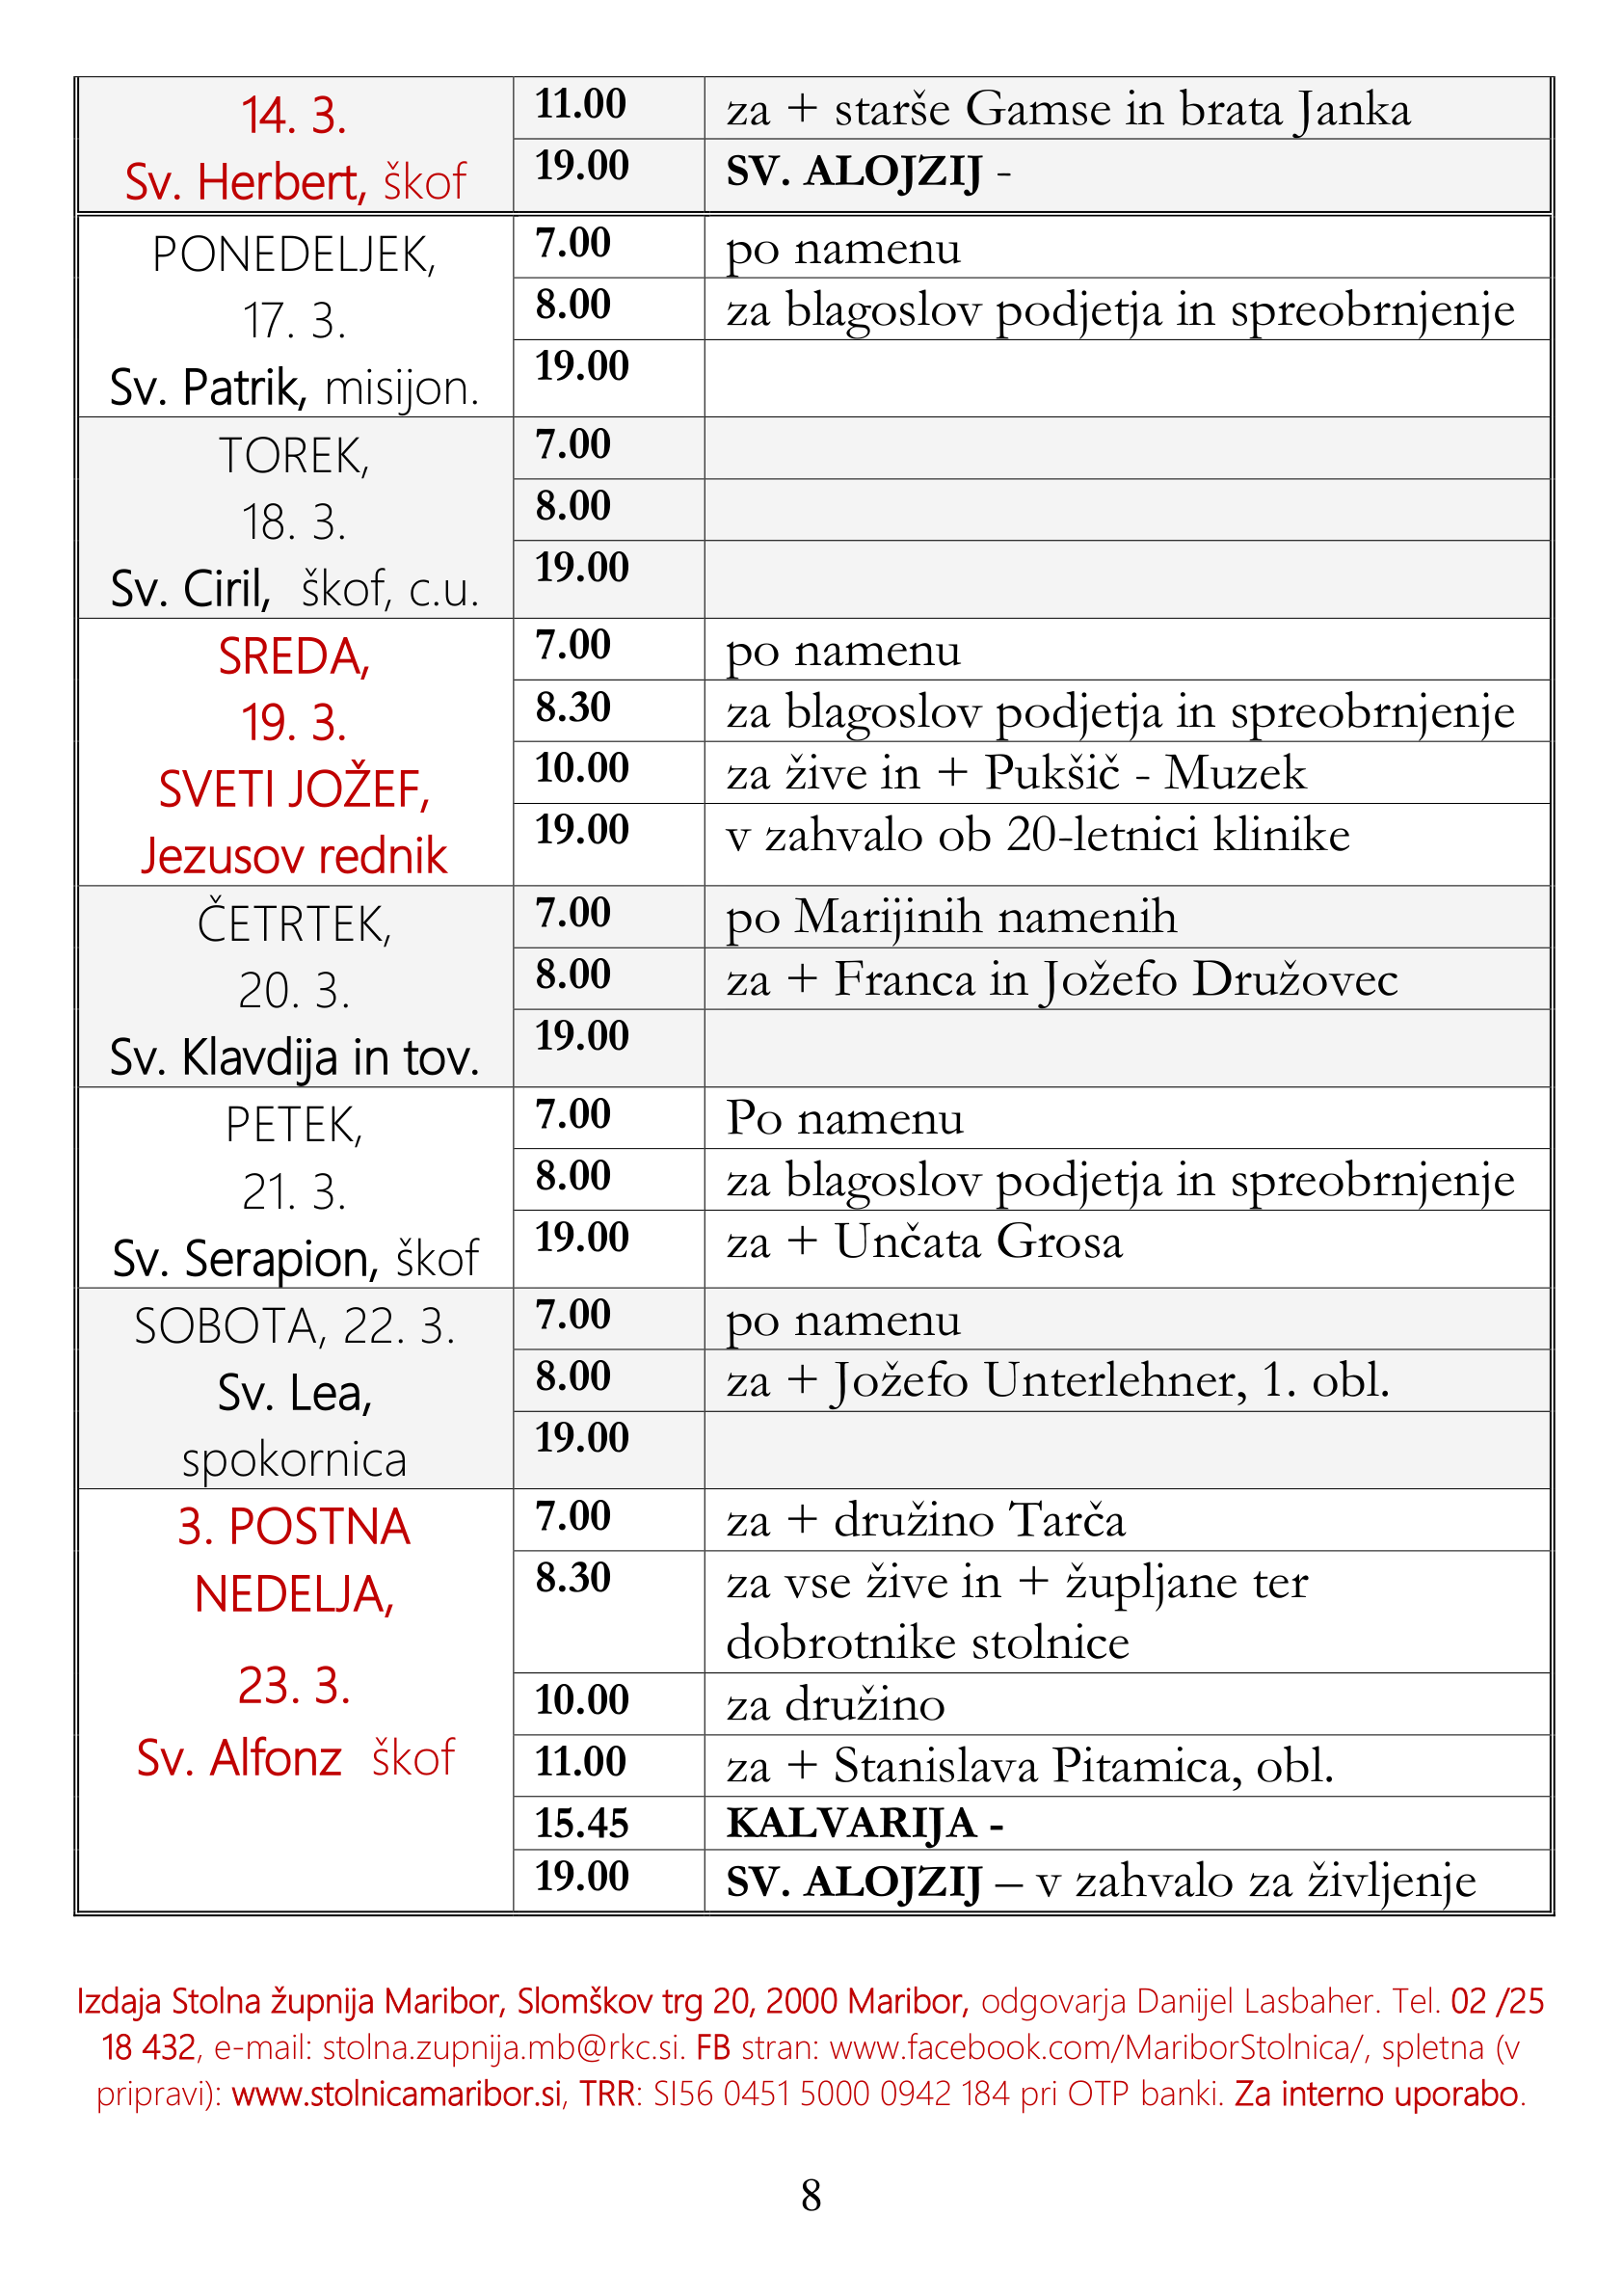 14. 3.
Sv. Herbert, škof
11.00 za + starše Gamse in brata Janka
19.00 SV. ALOJZIJ -
PONEDELJEK,
17. 3.
Sv. Patrik, misijon.
7.00 po namenu
8.00 za blagoslov podjetja in spreobrnjenje
19.00
TOREK,
18. 3.
Sv. Ciril, škof, c.u.
7.00
8.00
19.00
SREDA,
19. 3.
SVETI JOŽEF,
Jezusov rednik
7.00 po namenu
8.30 za blagoslov podjetja in spreobrnjenje
10.00 za žive in + Pukšič - Muzek
19.00 v zahvalo ob 20-letnici klinike
ČETRTEK,
20. 3.
Sv. Klavdija in tov.
7.00 po Marijinih namenih
8.00 za + Franca in Jožefo Družovec
19.00
PETEK,
21. 3.
Sv. Serapion, škof
7.00 Po namenu
8.00 za blagoslov podjetja in spreobrnjenje
19.00 za + Unčata Grosa
SOBOTA, 22. 3.
Sv. Lea,
spokornica
7.00 po namenu
8.00 za + Jožefo Unterlehner, 1. obl.
19.00
3. POSTNA
NEDELJA,
23. 3.
Sv. Alfonz škof
7.00 za + družino Tarča
8.30 za vse žive in + župljane ter
dobrotnike stolnice
10.00 za družino
11.00 za + Stanislava Pitamica, obl.
15.45 KALVARIJA -
19.00 SV. ALOJZIJ – v zahvalo za življenje
Izdaja Stolna župnija Maribor, Slomškov trg 20, 2000 Maribor, odgovarja Danijel Lasbaher. Tel. 02 /25
18 432, e-mail: stolna.zupnija.mb@rkc.si. FB stran: www.facebook.com/MariborStolnica/, spletna (v
pripravi): www.stolnicamaribor.si, TRR: SI56 0451 5000 0942 184 pri OTP banki. Za interno uporabo.
8